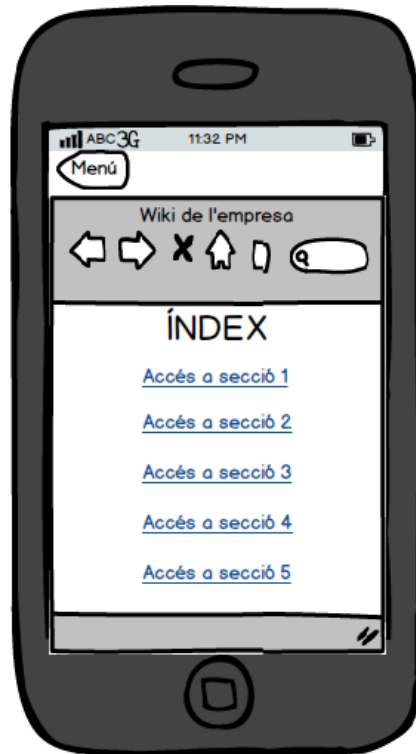 ABC 3G 11:32 PM
Menú
Wiki de l'empresa
ÍNDEX
Accés a secció 1
Accés a secció 2
Accés a secció 3
Accés a secció 4
Accés a secció 5